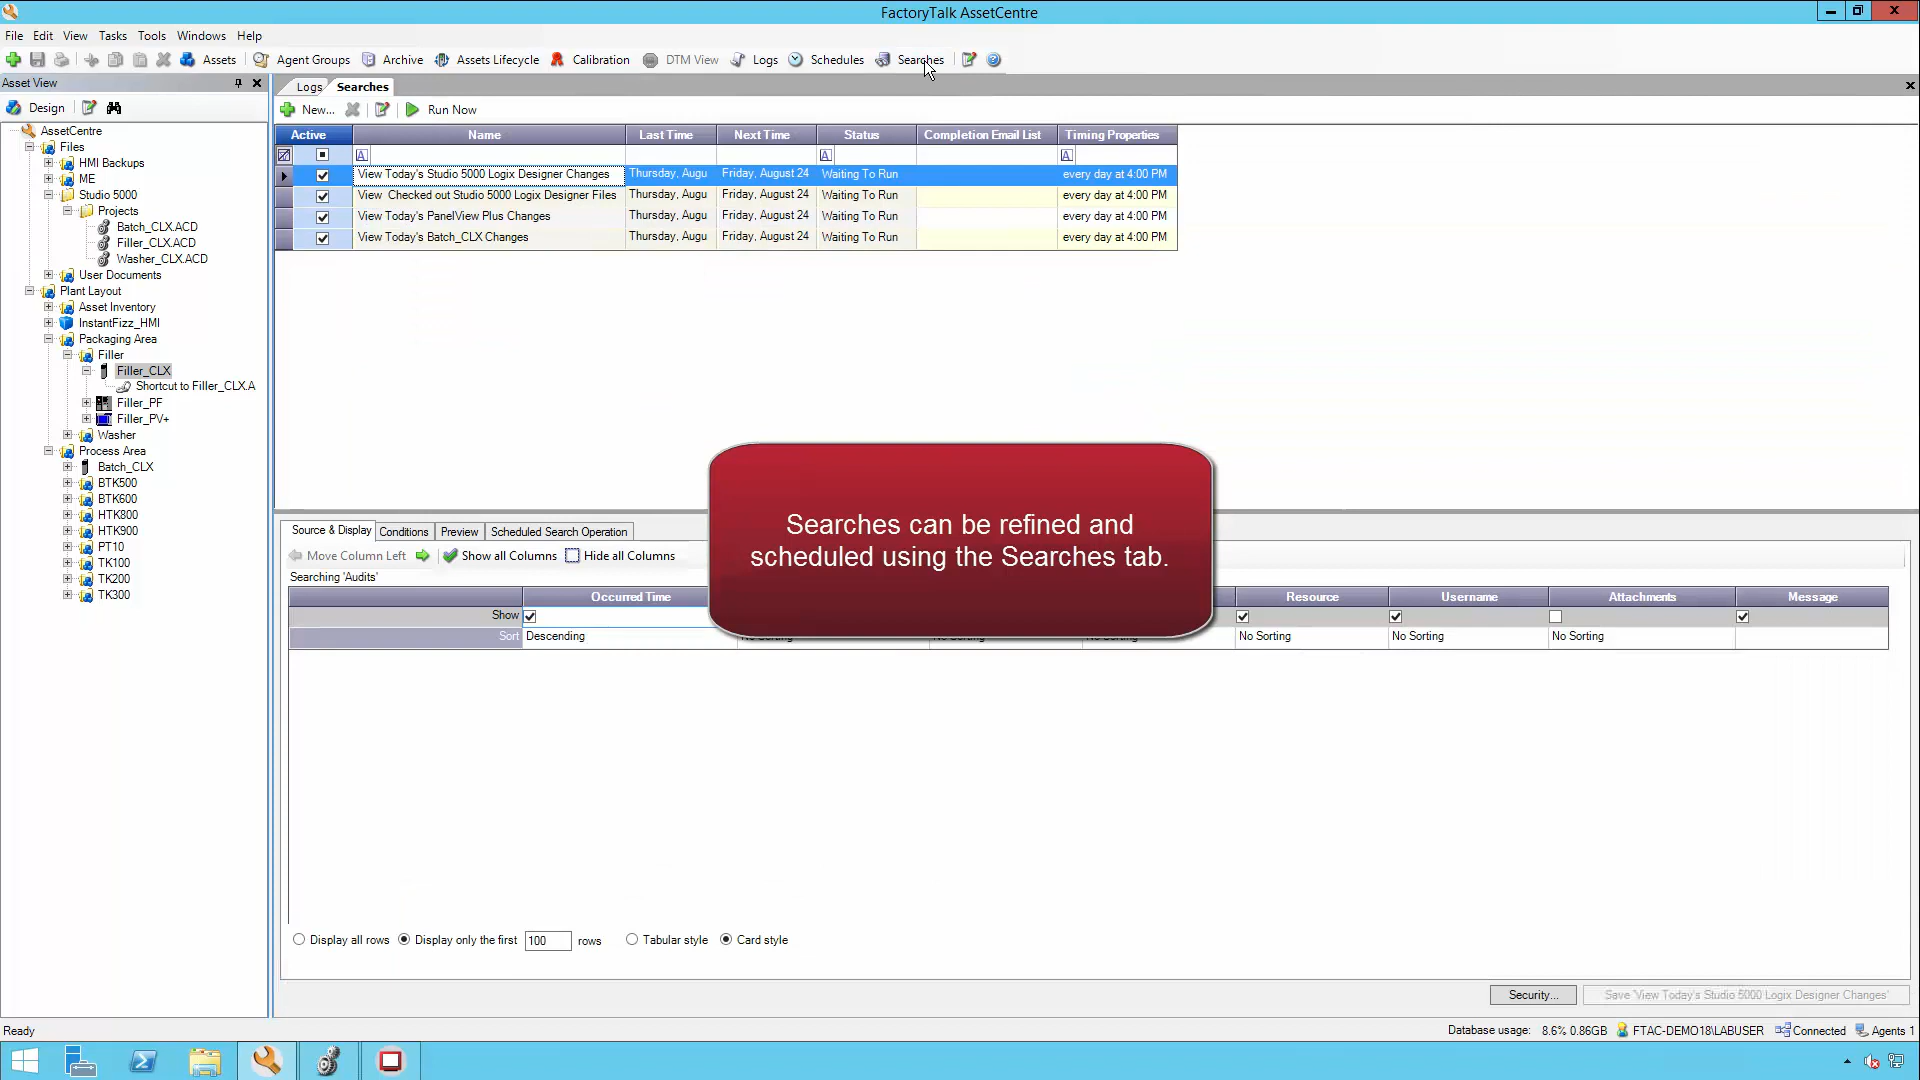 FactoryTalk AssetCentre
File Edit View Tasks Tools Windows Help
Assets Agent Groups Archive Assets Lifecycle Calibration DTM View Logs Schedules Searches
Asset View
Design
AssetCentre
Files
HMI Backups
ME
Studio 5000
Projects
Batch_CLX.ACD
Filler_CLX.ACD
Washer_CLX.ACD
User Documents
Plant Layout
Asset Inventory
InstantFizz_HMI
Packaging Area
Filler
Filler_CLX
Shortcut to Filler_CLX.A
Filler_PF
Filler_PV+
Washer
Process Area
Batch_CLX
BTK500
BTK600
HTK800
HTK900
PT10
TK100
TK200
TK300
Logs Searches
New... Run Now
Active Name Last Time Next Time Status Completion Email List Timing Properties
View Today's Studio 5000 Logix Designer Changes Thursday, Augu Friday, August 24 Waiting To Run every day at 4:00 PM
View  Checked out Studio 5000 Logix Designer Files Thursday, Augu Friday, August 24 Waiting To Run every day at 4:00 PM
View Today's PanelView Plus Changes Thursday, Augu Friday, August 24 Waiting To Run every day at 4:00 PM
View Today's Batch_CLX Changes Thursday, Augu Friday, August 24 Waiting To Run every day at 4:00 PM
Searches can be refined and
scheduled using the Searches tab.
Source & Display Conditions Preview Scheduled Search Operation
Move Column Left Show all Columns Hide all Columns
Searching 'Audits'
Occurred Time Resource Username Attachments Message
Show
Sort Descending No Sorting No Sorting No Sorting No Sorting No Sorting No Sorting
Display all rows Display only the first 100 rows Tabular style Card style
Security... Save 'View Today's Studio 5000 Logix Designer Changes'
Ready Database usage: 8.6% 0.86GB FTAC-DEMO18\LABUSER Connected Agents 1